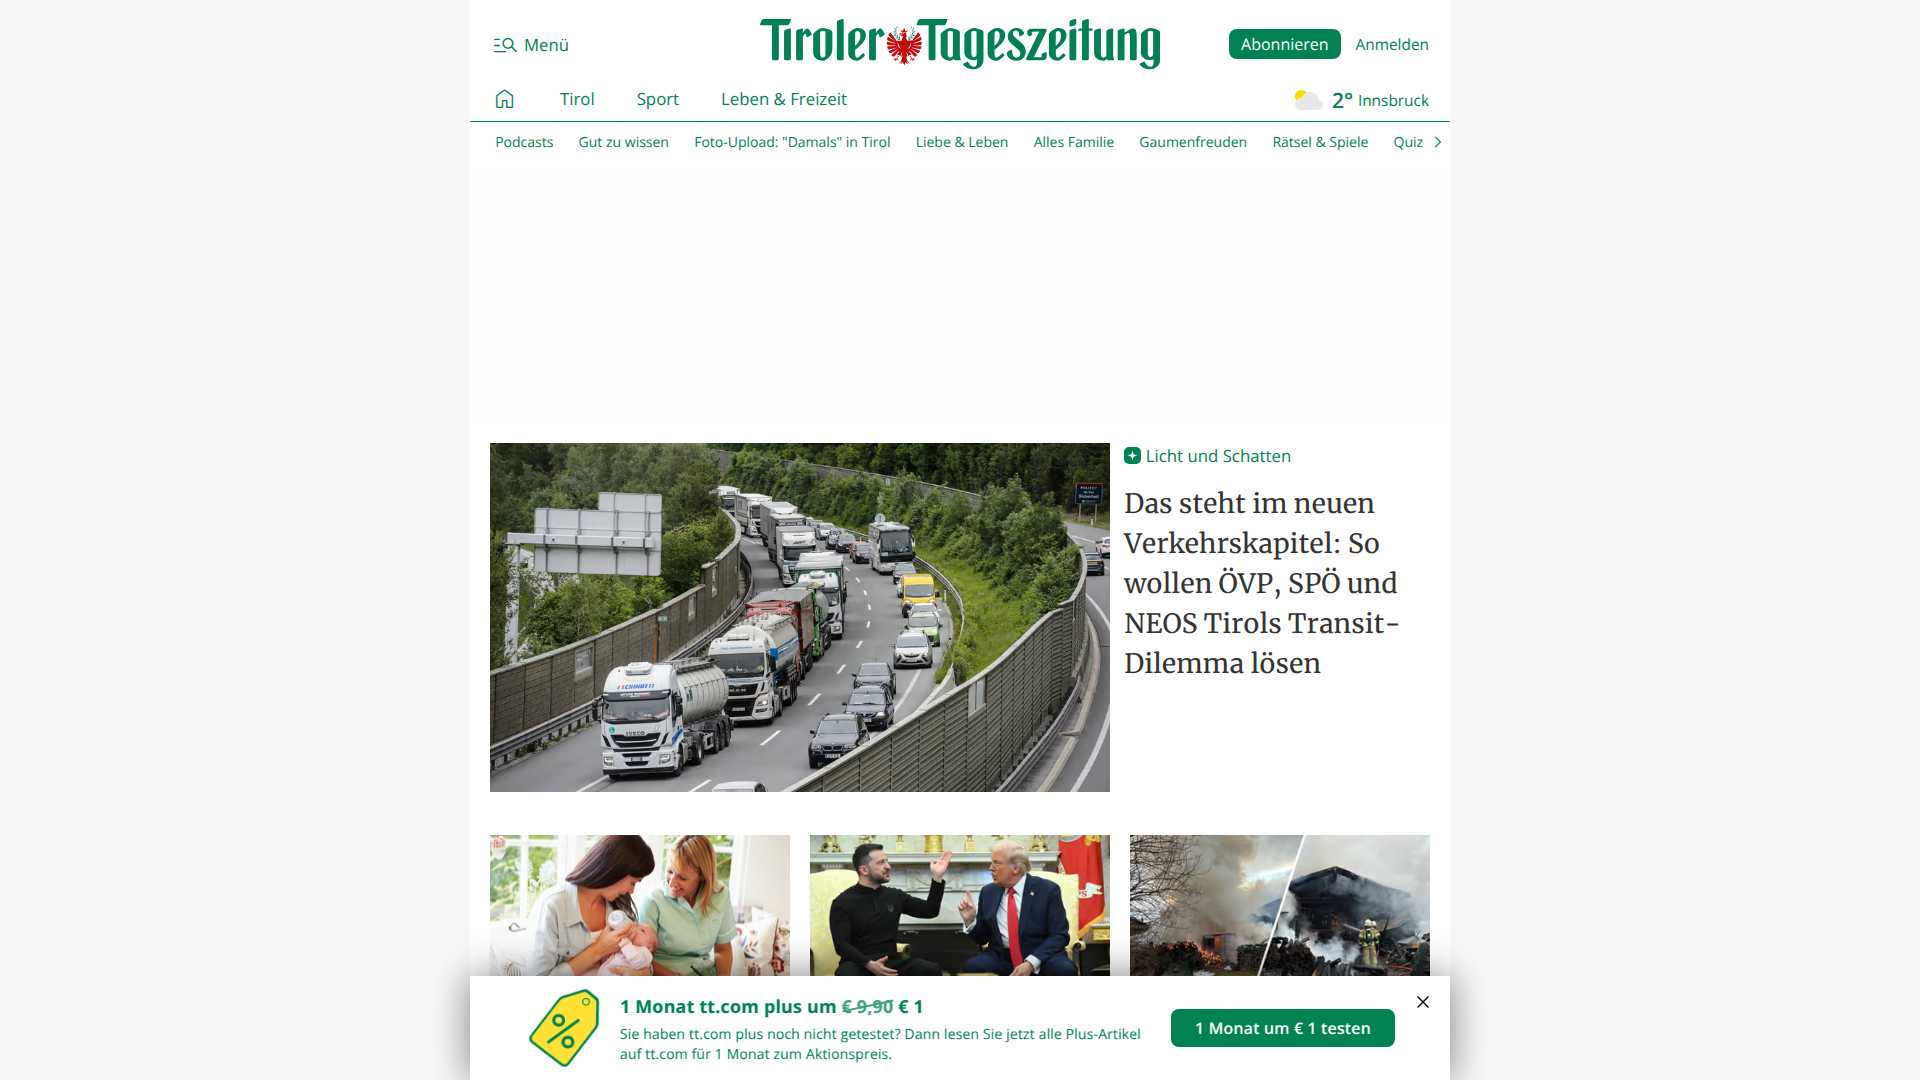 Menü
Tiroler Tageszeitung
Abonnieren
Anmelden
Tirol
Sport
Leben & Freizeit
2° Innsbruck
Podcasts
Gut zu wissen
Foto-Upload: "Damals" in Tirol
Liebe & Leben
Alles Familie
Gaumenfreuden
Rätsel & Spiele
Quiz
Licht und Schatten
Das steht im neuen
Verkehrskapitel: So
wollen ÖVP, SPÖ und
NEOS Tirols Transit-
Dilemma lösen
IVECO
1 Monat tt.com plus um € 9,90 € 1
Sie haben tt.com plus noch nicht getestet? Dann lesen Sie jetzt alle Plus-Artikel
auf tt.com für 1 Monat zum Aktionspreis.
1 Monat um € 1 testen